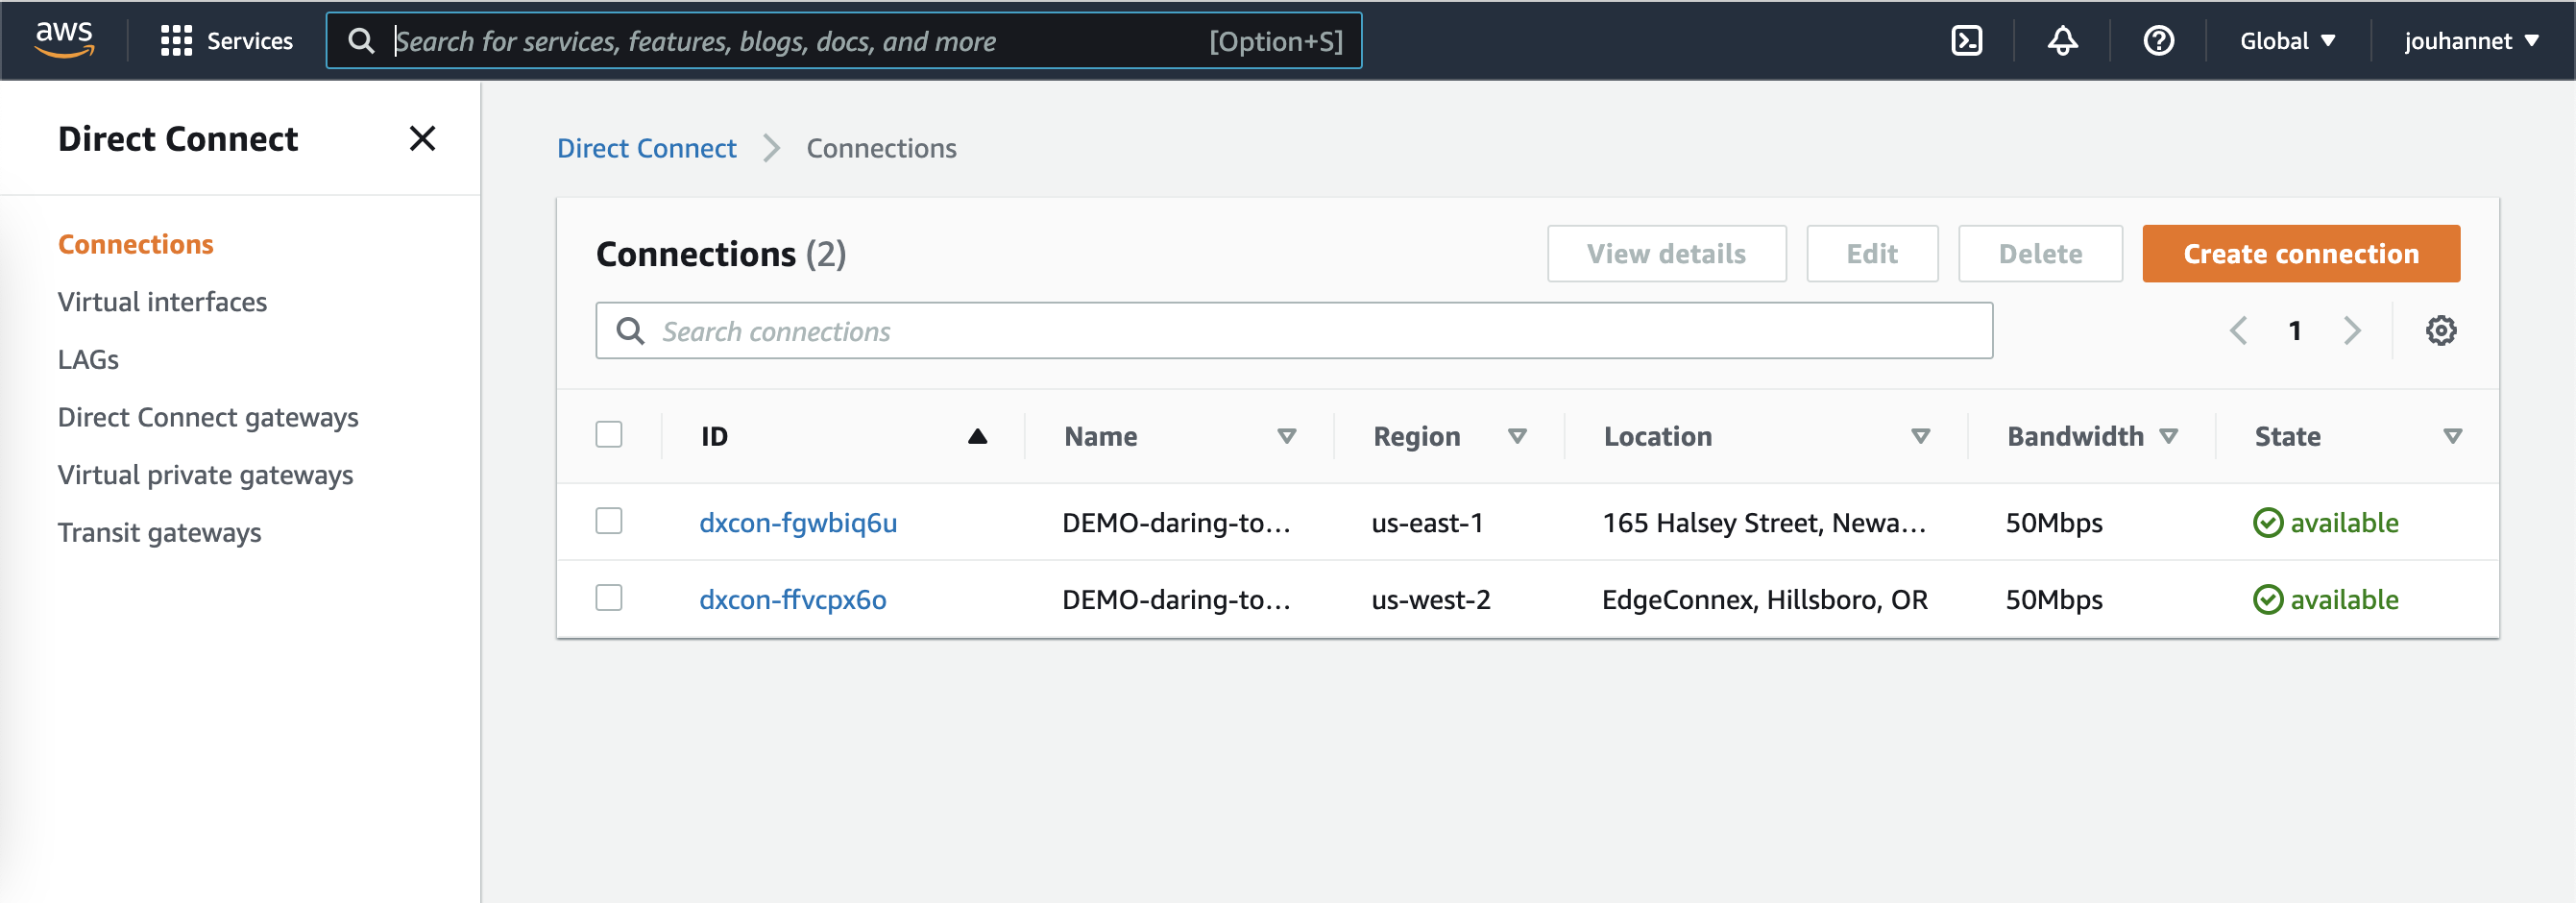 aws Services Search for services, features, blogs, docs, and more [Option+S] Global jouhannet
Direct Connect
Connections
Virtual interfaces
LAGs
Direct Connect gateways
Virtual private gateways
Transit gateways
Direct Connect Connections
Connections (2) View details Edit Delete Create connection
Search connections 1
ID Name Region Location Bandwidth State
dxcon-fgwbiq6u DEMO-daring-to... us-east-1 165 Halsey Street, Newa... 50Mbps available
dxcon-ffvcpx6o DEMO-daring-to... us-west-2 EdgeConnex, Hillsboro, OR 50Mbps available